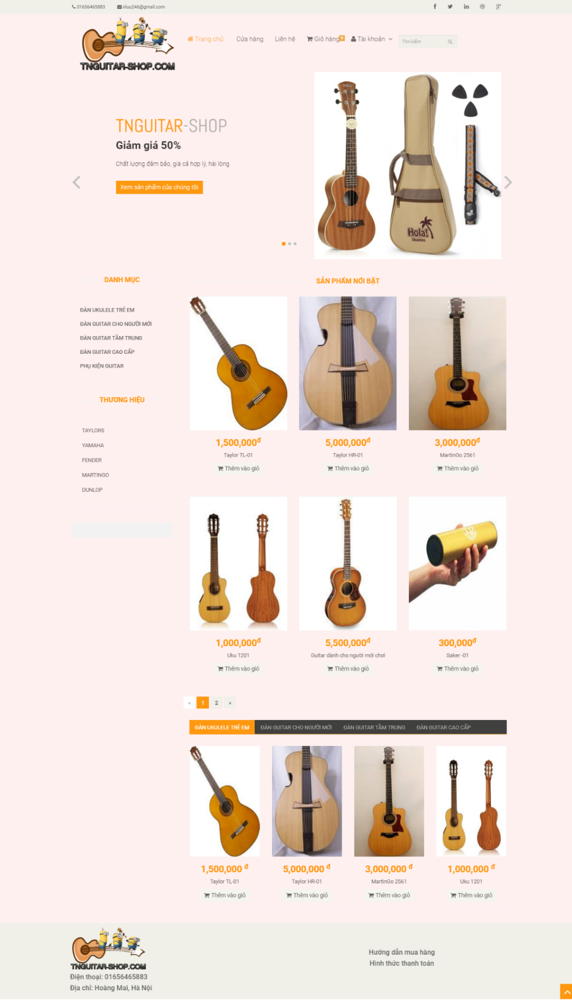 01656465883 nluu246@gmail.com
TNGUITAR-SHOP.COM
Trang chủ Cửa hàng Liên hệ Giỏ hàng Tài khoản Tìm kiếm
TNGUITAR-SHOP
Giảm giá 50%
Chất lượng đảm bảo, giá cả hợp lý, hài lòng
Xem sản phẩm của chúng tôi
Hola!
Ukuleles
DANH MỤC
ĐÀN UKULELE TRẺ EM
ĐÀN GUITAR CHO NGƯỜI MỚI
ĐÀN GUITAR TẦM TRUNG
ĐÀN GUITAR CAO CẤP
PHỤ KIỆN GUITAR
THƯƠNG HIỆU
TAYLORS
YAMAHA
FENDER
MARTINGO
DUNLOP
SẢN PHẨM NỔI BẬT
1,500,000đ 5,000,000đ 3,000,000đ
Taylor TL-01 Taylor HR-01 MartinGo 2561
Thêm vào giỏ Thêm vào giỏ Thêm vào giỏ
1,000,000đ 5,500,000đ 300,000đ
Uku 1201 Guitar dành cho người mới chơi Saker -01
Thêm vào giỏ Thêm vào giỏ Thêm vào giỏ
« 1 2 »
ĐÀN UKULELE TRẺ EM ĐÀN GUITAR CHO NGƯỜI MỚI ĐÀN GUITAR TẦM TRUNG ĐÀN GUITAR CAO CẤP
1,500,000 đ 5,000,000 đ 3,000,000 đ 1,000,000 đ
Taylor TL-01 Taylor HR-01 MartinGo 2561 Uku 1201
Thêm vào giỏ Thêm vào giỏ Thêm vào giỏ Thêm vào giỏ
TNGUITAR-SHOP.COM
Điện thoại: 01656465883
Địa chỉ: Hoàng Mai, Hà Nội
Hướng dẫn mua hàng
Hình thức thanh toán